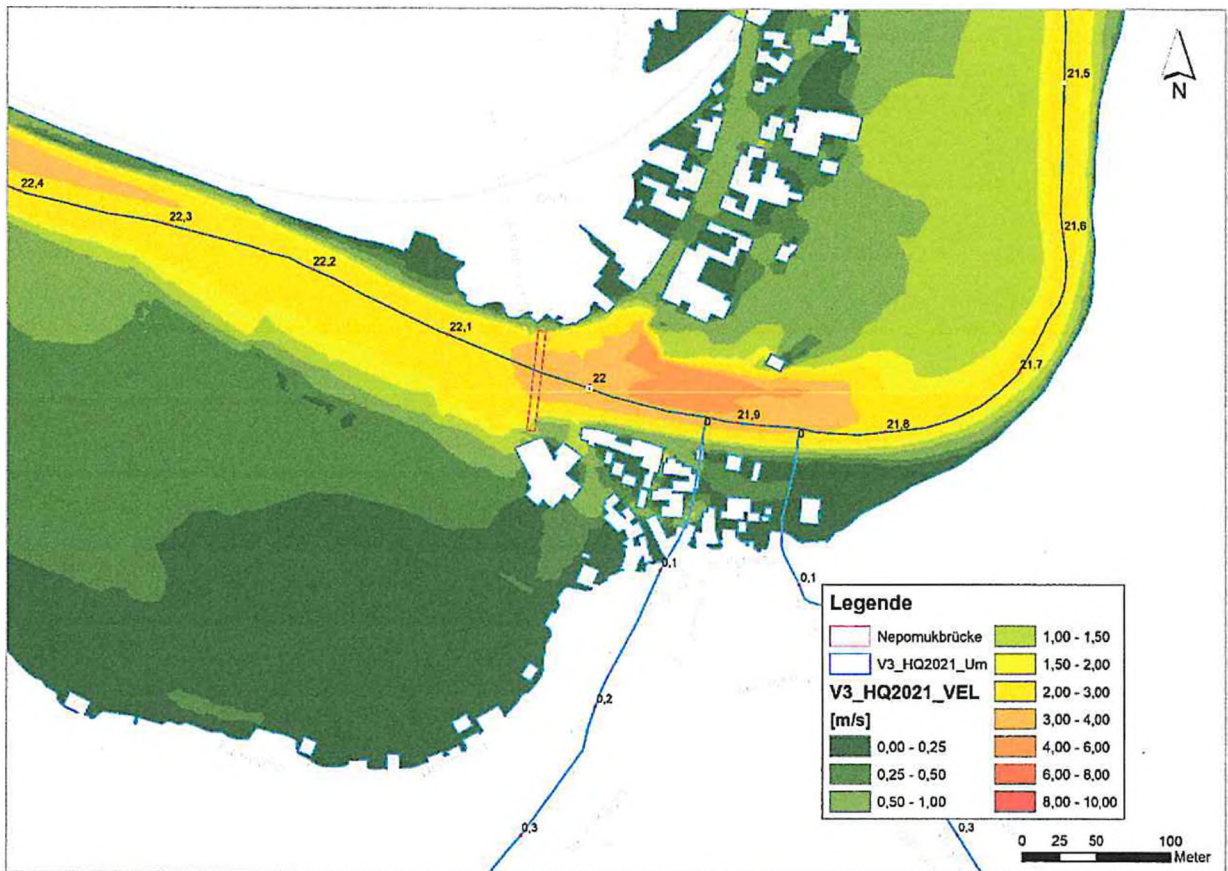 N
21,5
22,4
22,3
21,6
22,2
22,1
22
21,7
21,9
21,8
0
0
0,1
0,1
0,2
0,3
0,3
Legende
Nepomukbrücke
V3_HQ2021_Um
V3_HQ2021_VEL
[m/s]
0,00 - 0,25
0,25 - 0,50
0,50 - 1,00
1,00 - 1,50
1,50 - 2,00
2,00 - 3,00
3,00 - 4,00
4,00 - 6,00
6,00 - 8,00
8,00 - 10,00
0 25 50 100
Meter